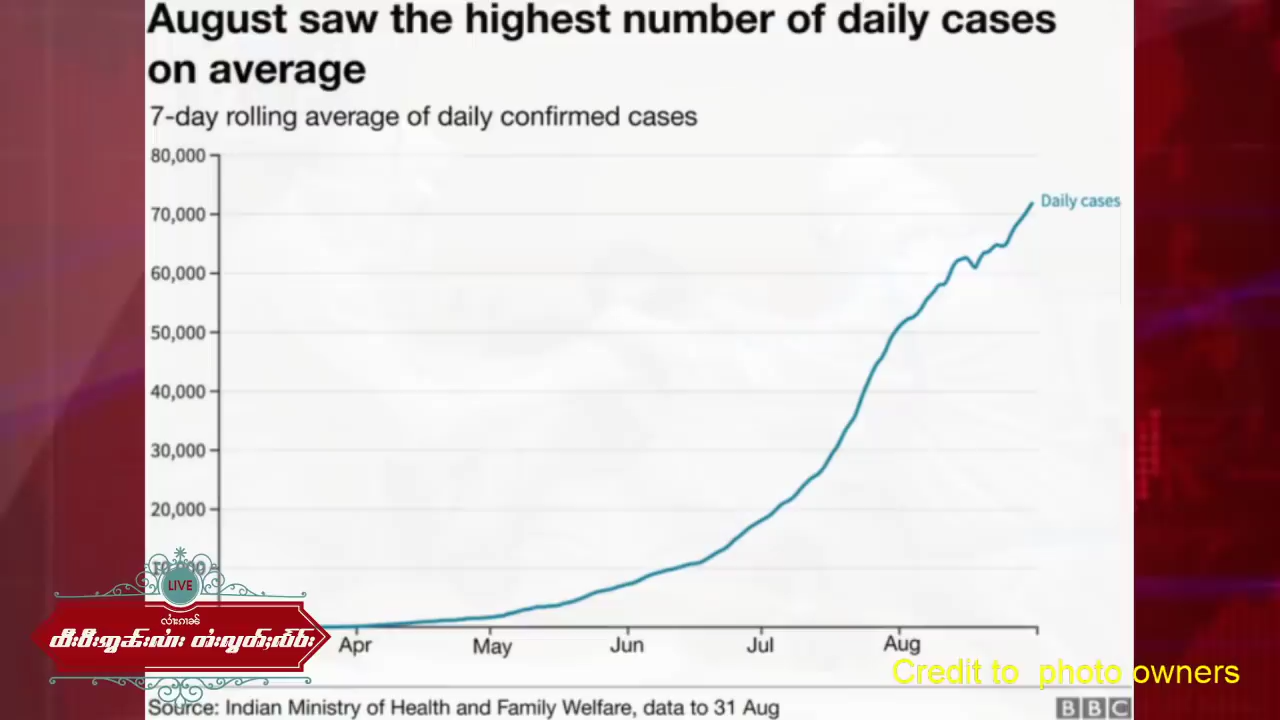 August saw the highest number of daily cases
on average
7-day rolling average of daily confirmed cases
80,000
Daily cases
70,000
60,000
50,000
40,000
30,000
20,000
10,000
LIVE
Apr
May
Jun
Jul
Aug
Credit to photo owners
Source: Indian Ministry of Health and Family Welfare, data to 31 Aug
BBC